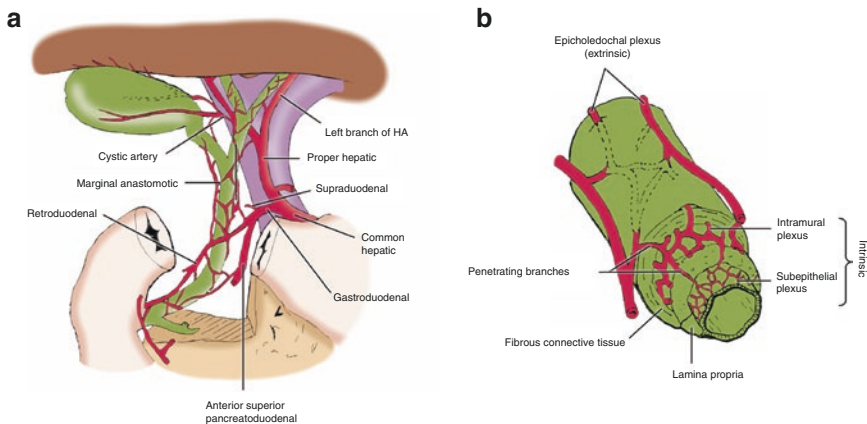 a
Cystic artery
Marginal anastomotic
Retroduodenal
Left branch of HA
Proper hepatic
Supraduodenal
Common
hepatic
Gastroduodenal
Anterior superior
pancreatoduodenal
b
Epicholedochal plexus
(extrinsic)
Intramural
plexus
Penetrating branches
Subepithelial
plexus
Intrinsic
Fibrous connective tissue
Lamina propria